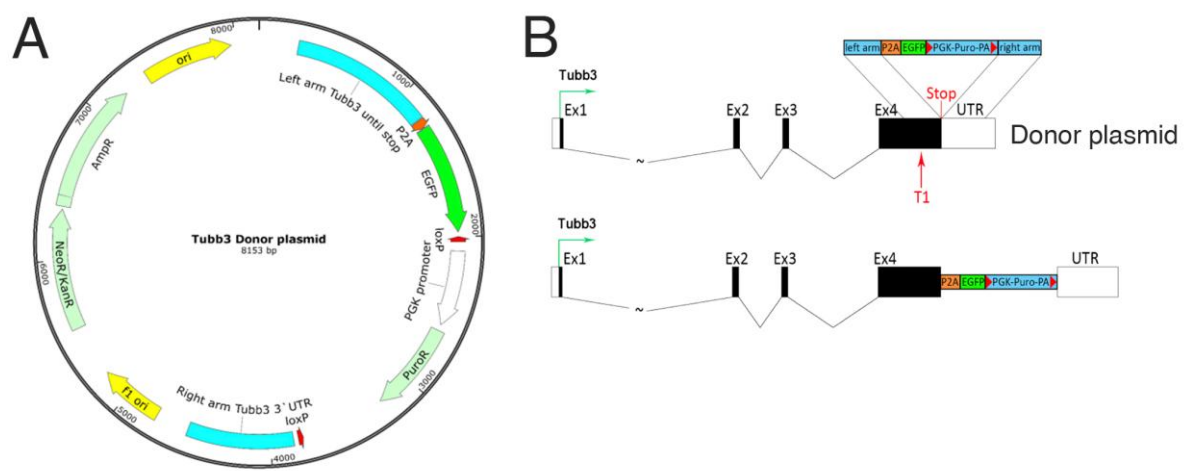 A
8000
ori
1000
Left arm Tubb3 until stop
P2A
EGFP
2000
loxP
PGK promoter
PuroR
3000
loxP
4000
Right arm Tubb3 3`UTR
f1 ori
5000
NeoR/KanR
6000
AmpR
7000
Tubb3 Donor plasmid
8153 bp
B
left arm P2A EGFP PGK-Puro-PA right arm
Tubb3
Stop
Ex1 Ex2 Ex3 Ex4 UTR
Donor plasmid
~
T1
Tubb3
Ex1 Ex2 Ex3 Ex4 UTR
P2A EGFP PGK-Puro-PA
~